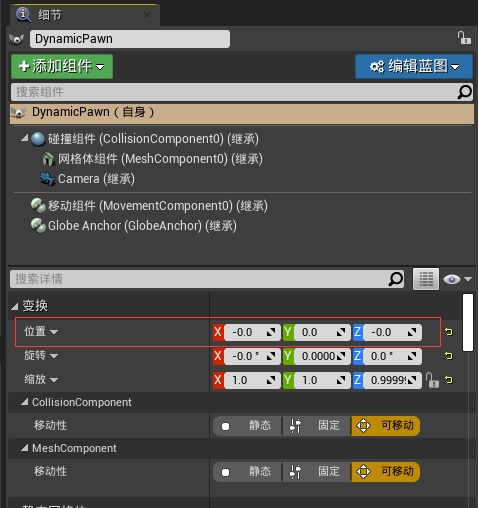 细节
DynamicPawn
添加组件 编辑蓝图
搜索组件
DynamicPawn（自身）
碰撞组件 (CollisionComponent0) (继承)
网格体组件 (MeshComponent0) (继承)
Camera (继承)
移动组件 (MovementComponent0) (继承)
Globe Anchor (GlobeAnchor) (继承)
搜索详情
变换
位置 X -0.0 Y 0.0 Z -0.0
旋转 X -0.0 ° Y 0.0000 Z 0.0 °
缩放 X 1.0 Y 1.0 Z 0.9999
CollisionComponent
移动性 静态 固定 可移动
MeshComponent
移动性 静态 固定 可移动